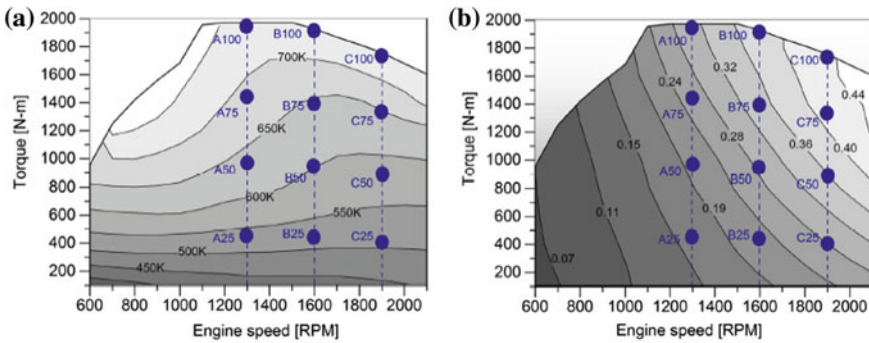 (a)
Torque [N-m]
2000
1800
1600
1400
1200
1000
800
600
400
200
600 800 1000 1200 1400 1600 1800 2000
Engine speed [RPM]
A100 B100 C100
A75 B75 C75
A50 B50 C50
A25 B25 C25
700K
650K
600K
550K
500K
450K
(b)
Torque [N-m]
2000
1800
1600
1400
1200
1000
800
600
400
200
600 800 1000 1200 1400 1600 1800 2000
Engine speed [RPM]
A100 B100 C100
A75 B75 C75
A50 B50 C50
A25 B25 C25
0.07
0.11
0.15
0.19
0.24
0.28
0.32
0.36
0.40
0.44